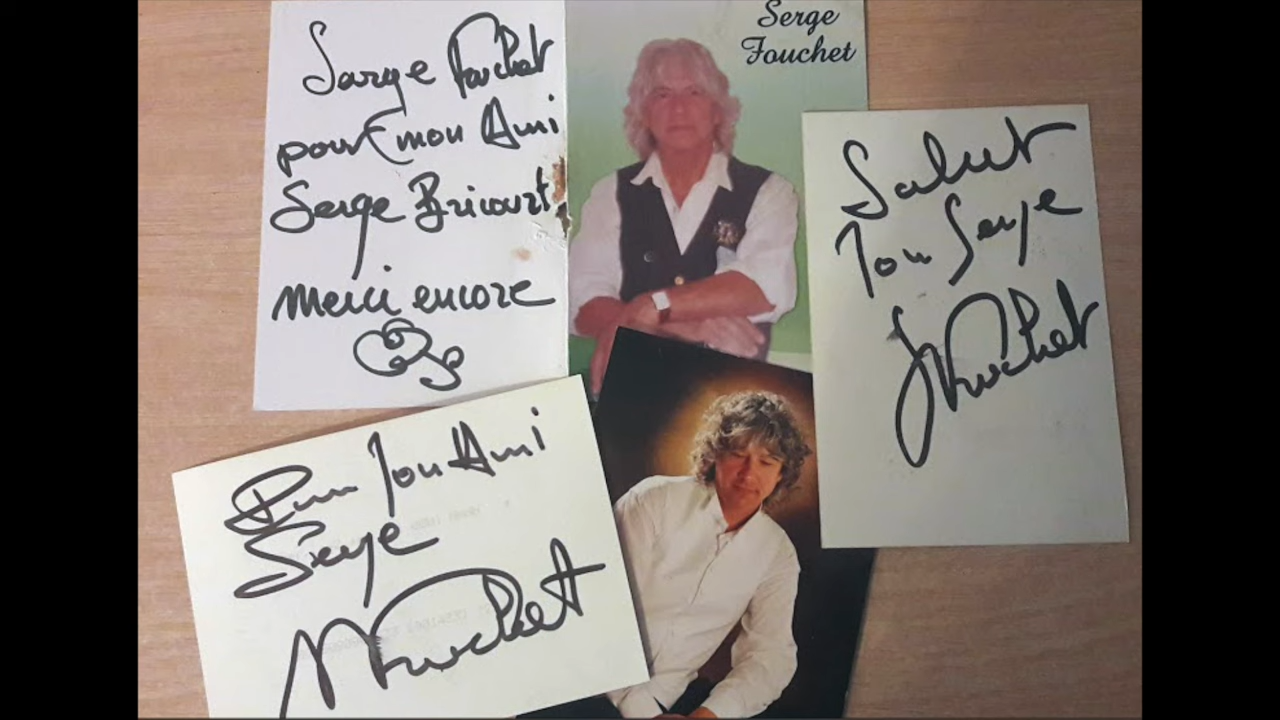 Serge Fouchet
pour mon Ami
Serge Bricourt
merci encore
Serge
Fouchet
Salut
Ton Serge
Fouchet
Pour Ton Ami
Serge
Fouchet